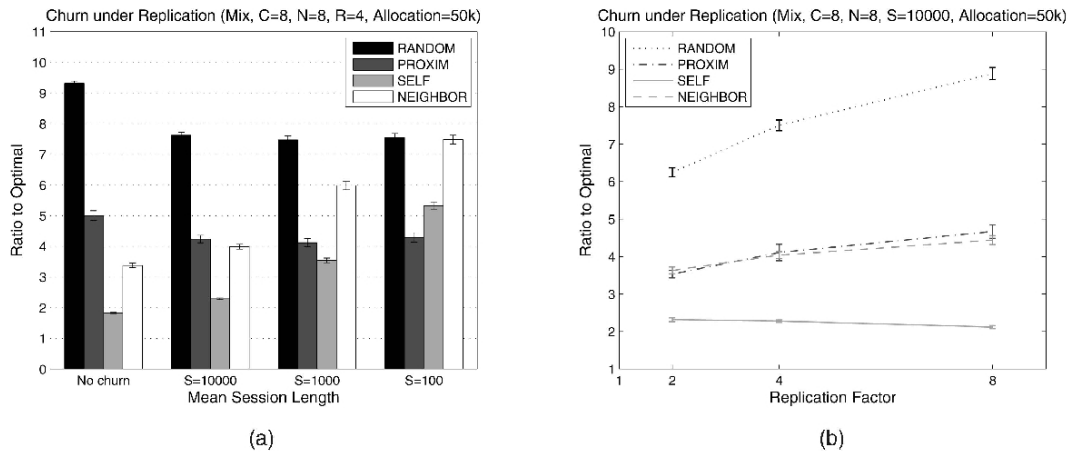 Churn under Replication (Mix, C=8, N=8, R=4, Allocation=50k)
11
10
9
8
7
6
5
4
3
2
1
0
Ratio to Optimal
RANDOM
PROXIM
SELF
NEIGHBOR
No churn
S=10000
S=1000
S=100
Mean Session Length
(a)
Churn under Replication (Mix, C=8, N=8, S=10000, Allocation=50k)
10
9
8
7
6
5
4
3
2
1
Ratio to Optimal
RANDOM
PROXIM
SELF
NEIGHBOR
1
2
4
8
Replication Factor
(b)